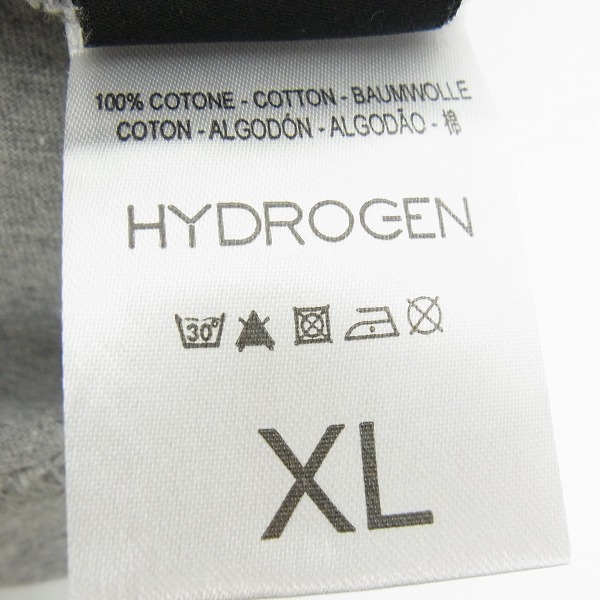 100% COTONE - COTTON - BAUMWOLLE
COTON - ALGODÓN - ALGODÃO - 棉
HYDROGEN
30°
XL